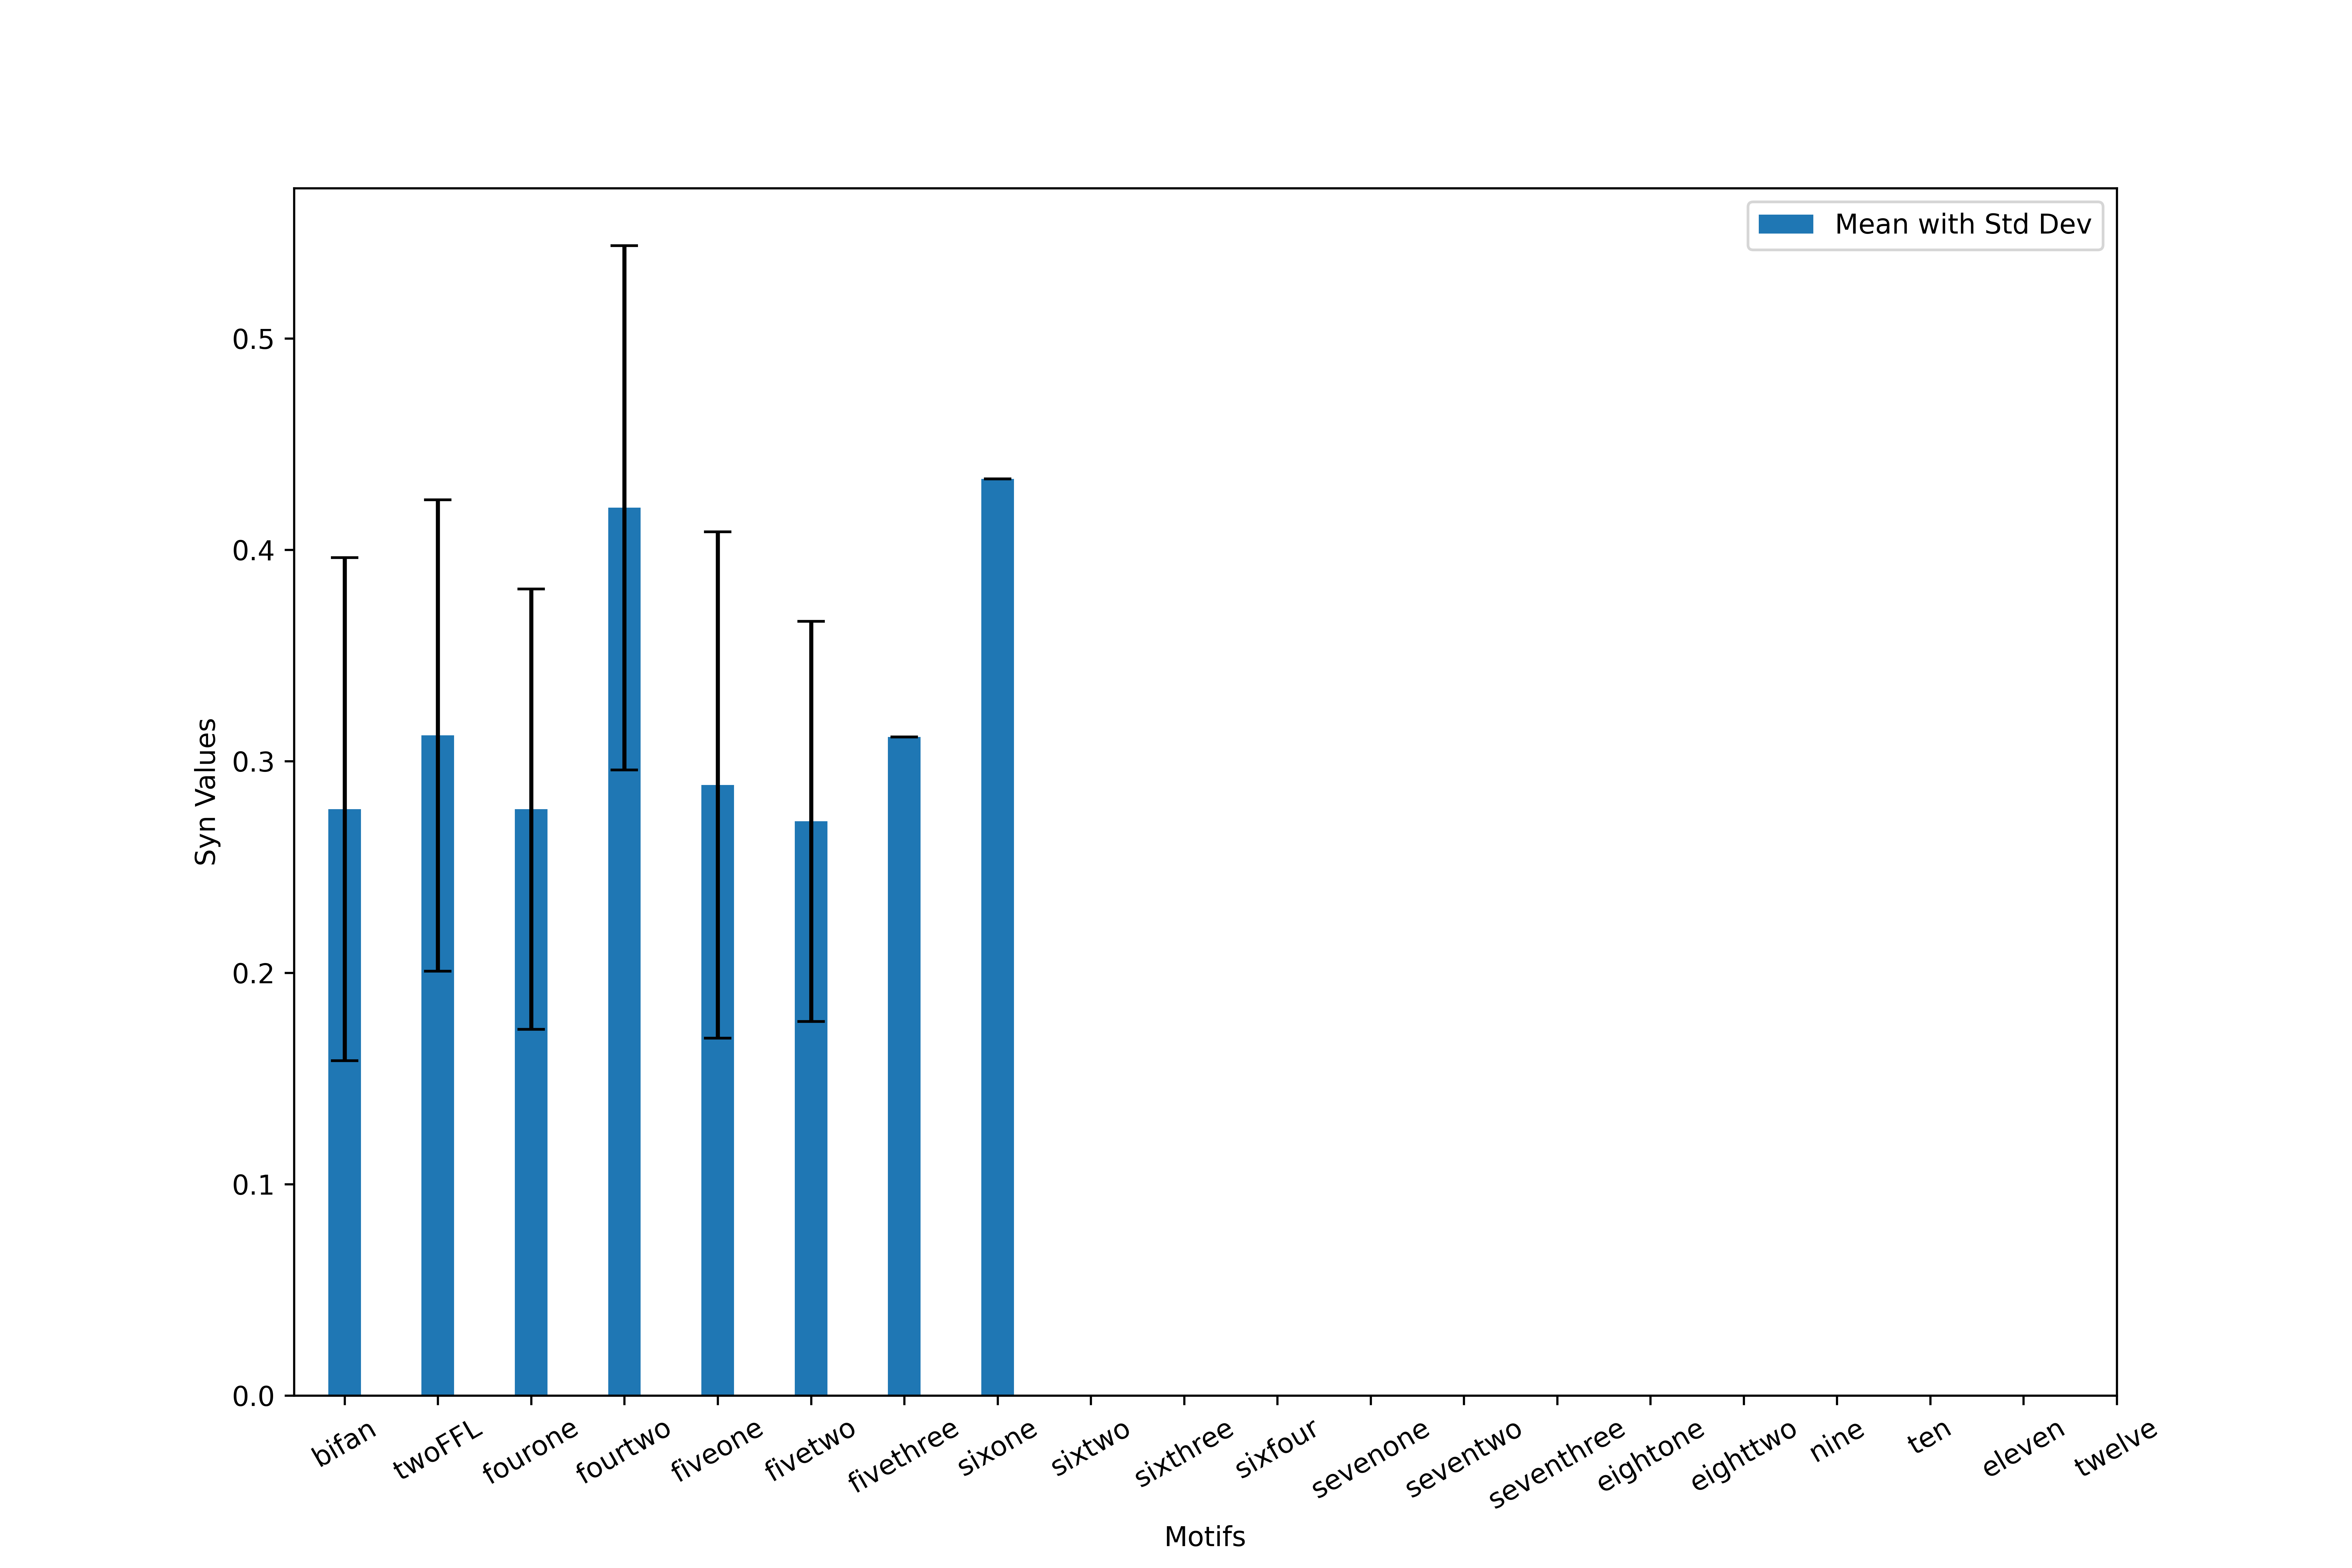 Mean with Std Dev
Syn Values
0.5
0.4
0.3
0.2
0.1
0.0
bifan
twoFFL
fourone
fourtwo
fiveone
fivetwo
fivethree
sixone
sixtwo
sixthree
sixfour
sevenone
seventwo
seventhree
eightone
eighttwo
nine
ten
eleven
twelve
Motifs